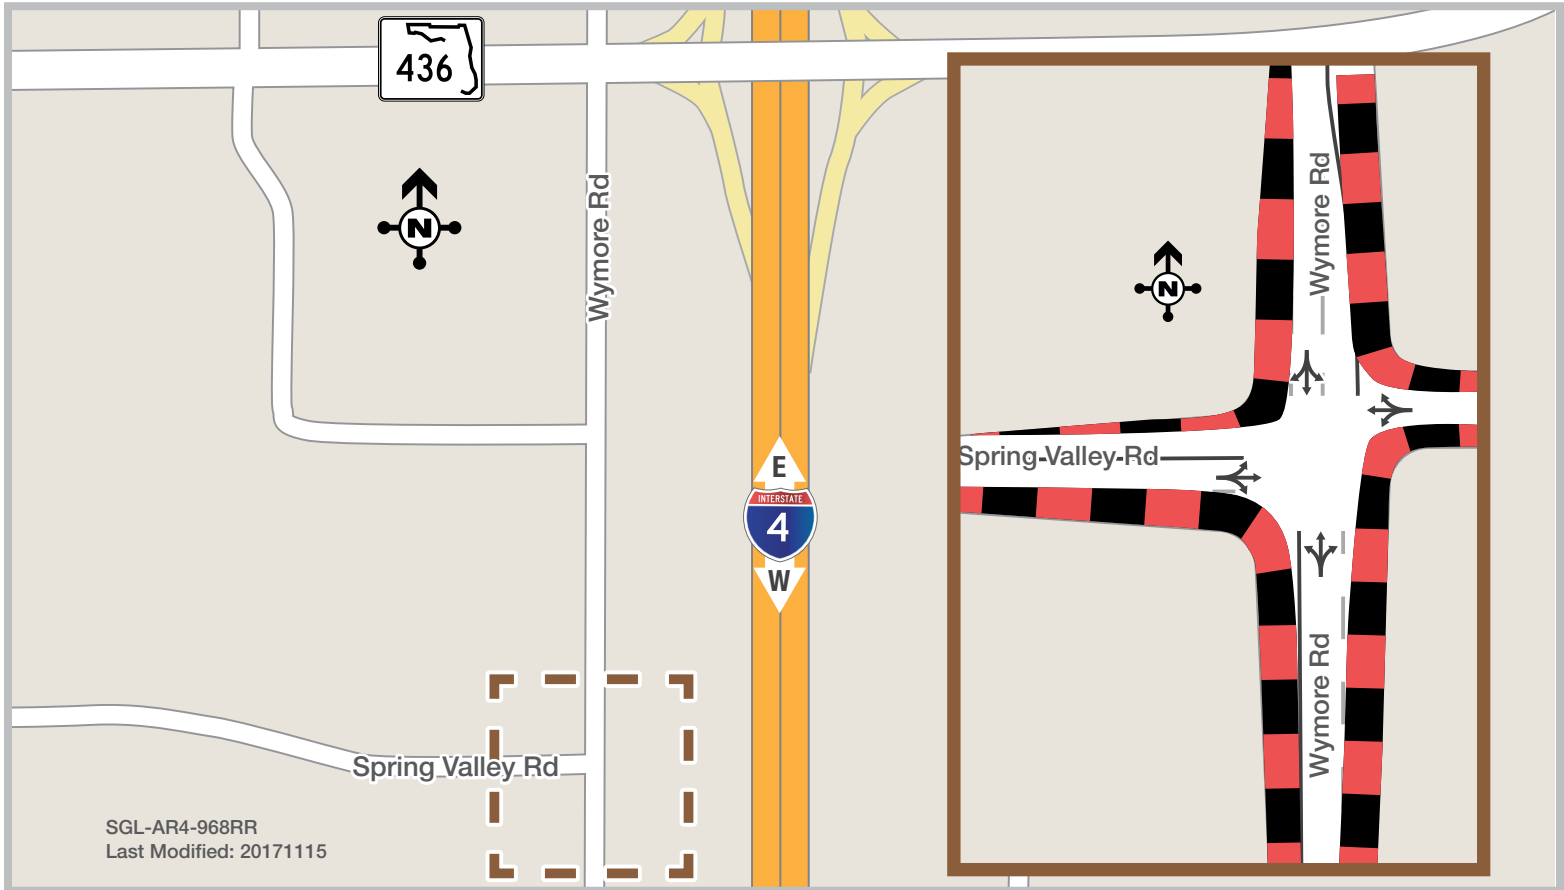 436
N
Wymore Rd
E
INTERSTATE
4
W
Spring Valley Rd
SGL-AR4-968RR
Last Modified: 20171115
Wymore Rd
N
Spring-Valley-Rd
Wymore Rd